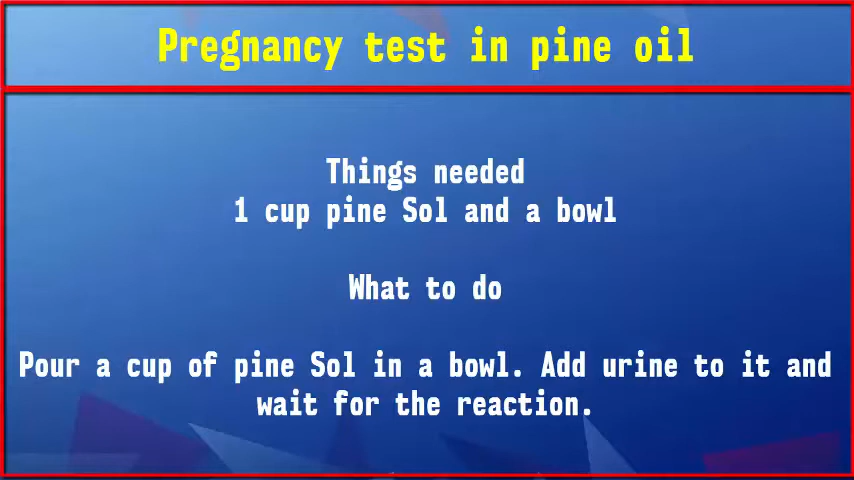 Pregnancy test in pine oil
Things needed
1 cup pine Sol and a bowl
What to do
Pour a cup of pine Sol in a bowl. Add urine to it and
wait for the reaction.